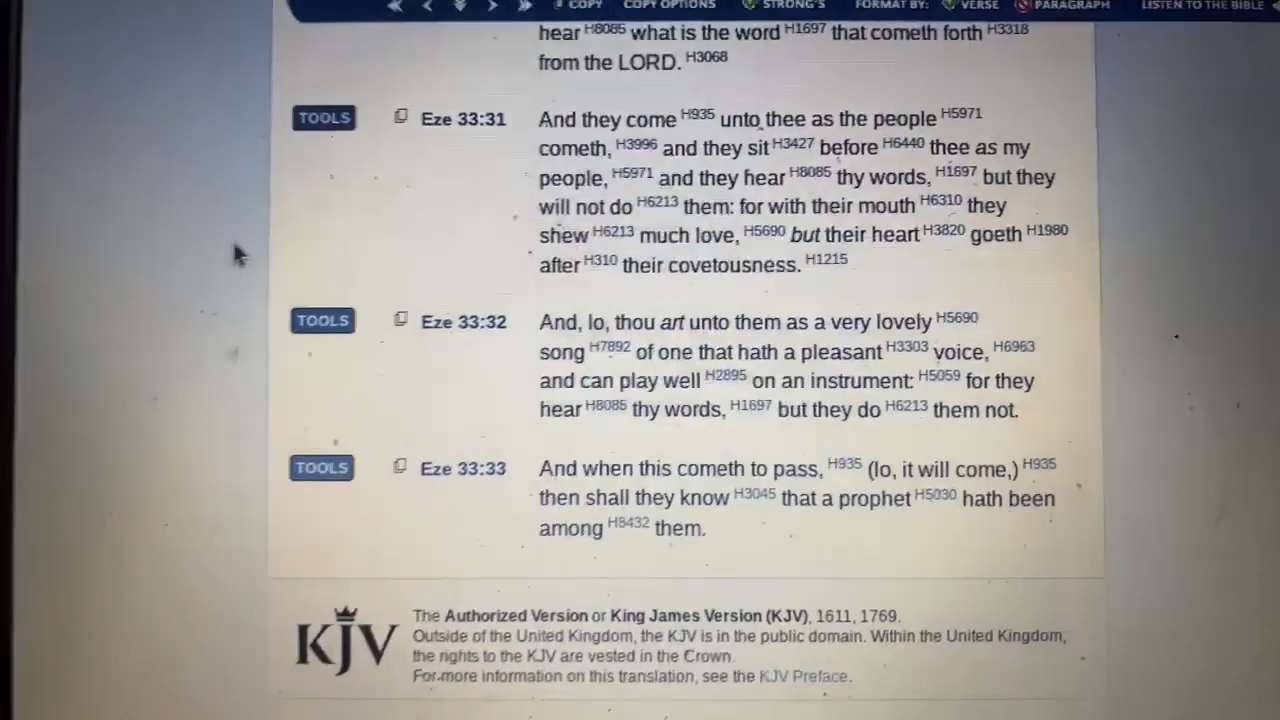 COPY COPY OPTIONS STRONG'S FORMAT BY: VERSE PARAGRAPH LISTEN TO THE BIBLE
hear H8085 what is the word H1697 that cometh forth H3318
from the LORD. H3068
TOOLS Eze 33:31 And they come H935 unto thee as the people H5971
cometh, H3996 and they sit H3427 before H6440 thee as my
people, H5971 and they hear H8085 thy words, H1697 but they
will not do H6213 them: for with their mouth H6310 they
shew H6213 much love, H5690 but their heart H3820 goeth H1980
after H310 their covetousness. H1215
TOOLS Eze 33:32 And, lo, thou art unto them as a very lovely H5690
song H7892 of one that hath a pleasant H3303 voice, H6963
and can play well H2895 on an instrument: H5059 for they
hear H8085 thy words, H1697 but they do H6213 them not.
TOOLS Eze 33:33 And when this cometh to pass, H935 (lo, it will come,) H935
then shall they know H3045 that a prophet H5030 hath been
among H8432 them.
KJV
The Authorized Version or King James Version (KJV), 1611, 1769.
Outside of the United Kingdom, the KJV is in the public domain. Within the United Kingdom,
the rights to the KJV are vested in the Crown.
For more information on this translation, see the KJV Preface.